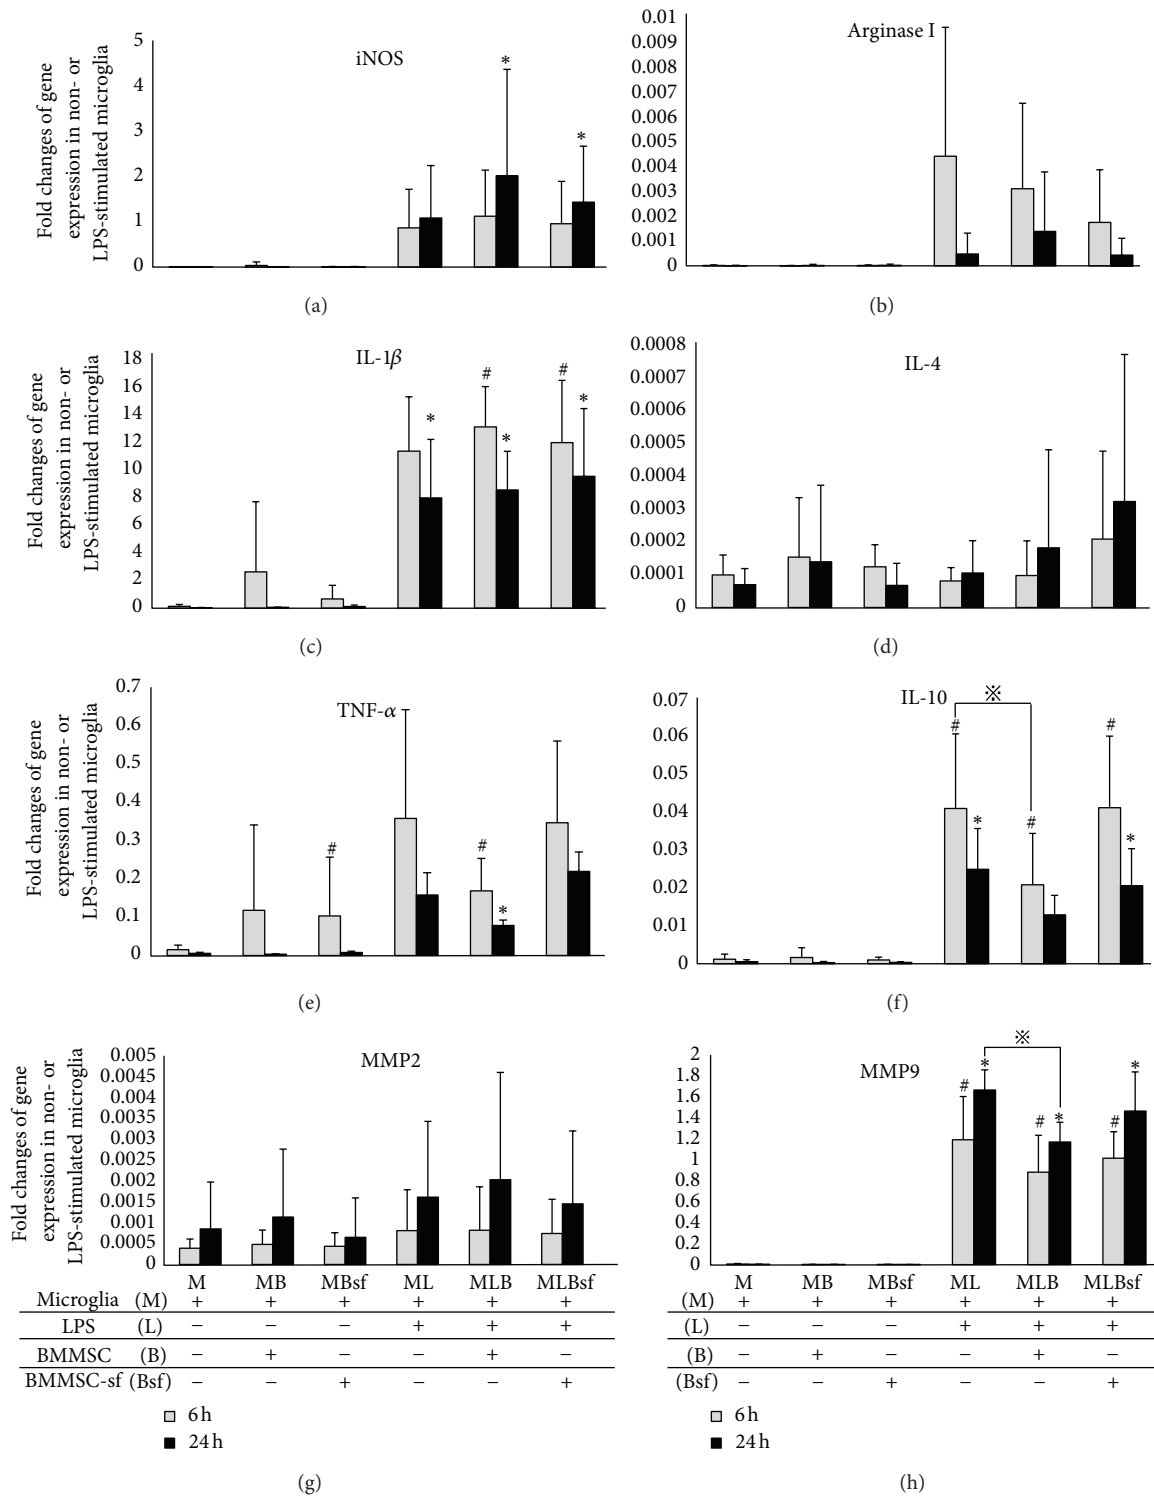 Fold changes of gene
expression in non- or
LPS-stimulated microglia
iNOS
5
4
3
2
1
0
*
*
(a)
Arginase I
0.01
0.009
0.008
0.007
0.006
0.005
0.004
0.003
0.002
0.001
0
(b)
Fold changes of gene
expression in non- or
LPS-stimulated microglia
IL-1β
18
16
14
12
10
8
6
4
2
0
* # * # *
(c)
IL-4
0.0008
0.0007
0.0006
0.0005
0.0004
0.0003
0.0002
0.0001
0
(d)
Fold changes of gene
expression in non- or
LPS-stimulated microglia
TNF-α
0.7
0.6
0.5
0.4
0.3
0.2
0.1
0
# # *
(e)
IL-10
0.07
0.06
0.05
0.04
0.03
0.02
0.01
0
※
# * # # *
(f)
Fold changes of gene
expression in non- or
LPS-stimulated microglia
MMP2
0.005
0.0045
0.004
0.0035
0.003
0.0025
0.002
0.0015
0.001
0.0005
0
M MB MBsf ML MLB MLBsf
Microglia (M) + + + + + +
LPS (L) − − − + + +
BMMSC (B) − + − − + −
BMMSC-sf (Bsf) − − + − − +
6 h
24 h
(g)
MMP9
2
1.8
1.6
1.4
1.2
1
0.8
0.6
0.4
0.2
0
※
# * # * # *
M MB MBsf ML MLB MLBsf
(M) + + + + + +
(L) − − − + + +
(B) − + − − + −
(Bsf) − − + − − +
6 h
24 h
(h)